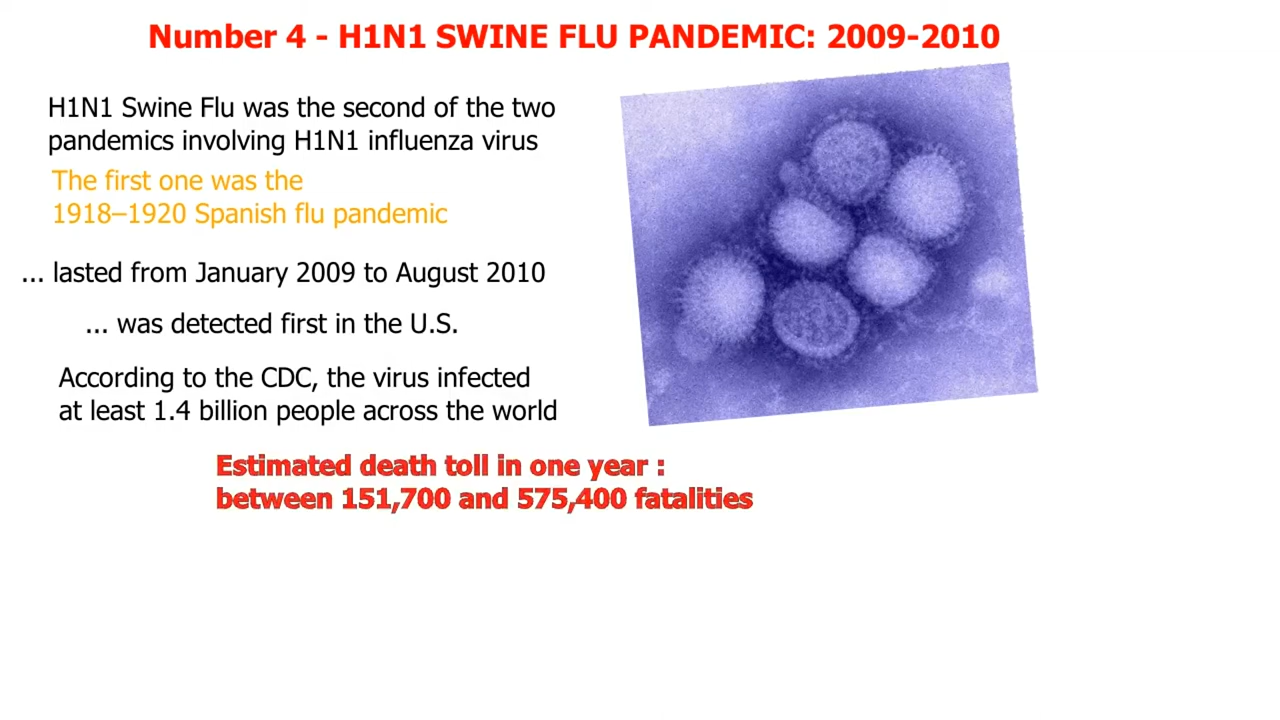 Number 4 - H1N1 SWINE FLU PANDEMIC: 2009-2010
H1N1 Swine Flu was the second of the two
pandemics involving H1N1 influenza virus
The first one was the
1918–1920 Spanish flu pandemic
... lasted from January 2009 to August 2010
... was detected first in the U.S.
According to the CDC, the virus infected
at least 1.4 billion people across the world
Estimated death toll in one year :
between 151,700 and 575,400 fatalities